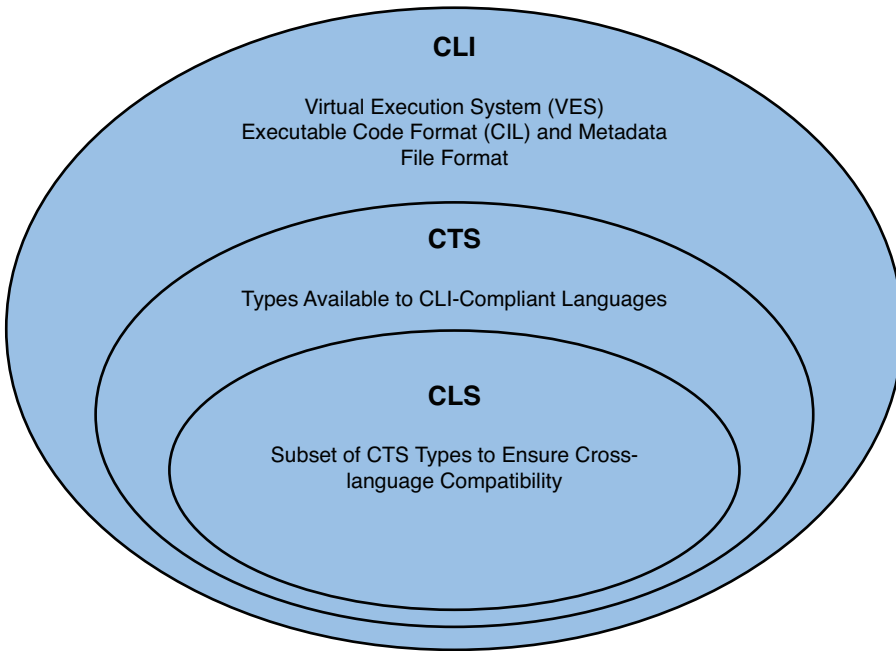 CLI
Virtual Execution System (VES)
Executable Code Format (CIL) and Metadata
File Format
CTS
Types Available to CLI-Compliant Languages
CLS
Subset of CTS Types to Ensure Cross-
language Compatibility